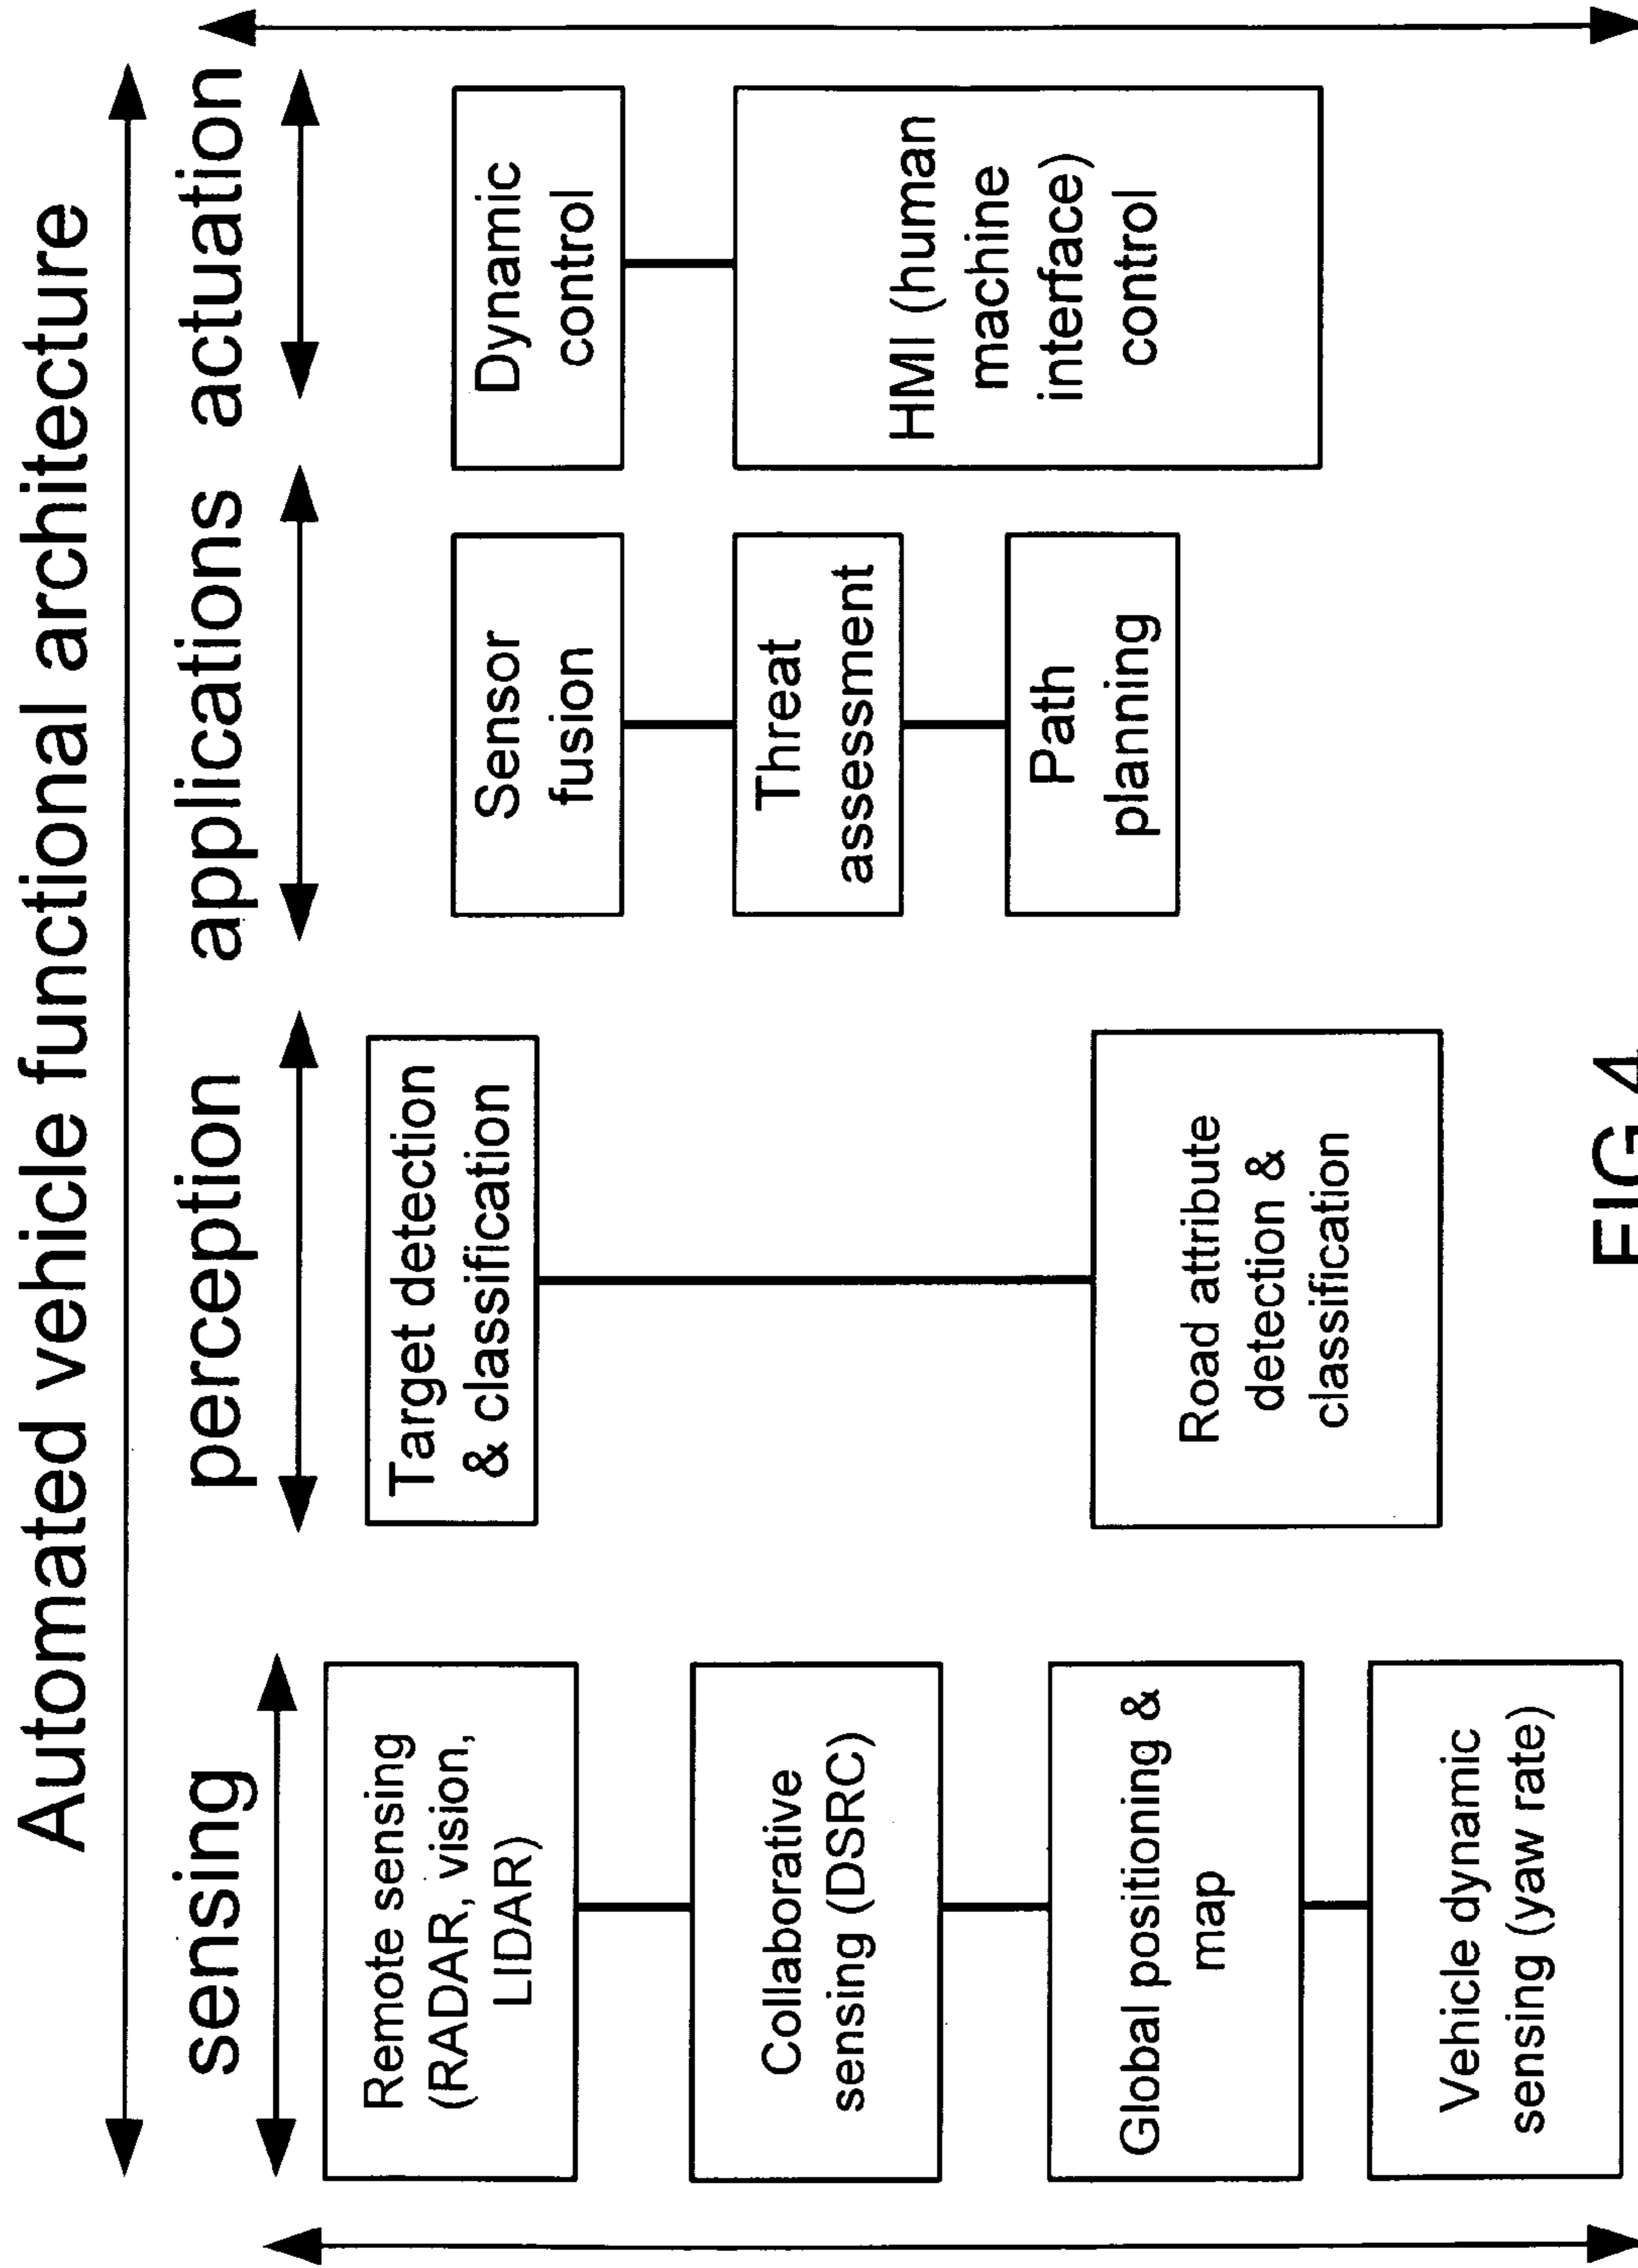 Automated vehicle functional architecture
sensing
perception
applications
actuation
Remote sensing
(RADAR, vision,
LIDAR)
Collaborative
sensing (DSRC)
Global positioning &
map
Vehicle dynamic
sensing (yaw rate)
Target detection
& classification
Road attribute
detection &
classification
Sensor
fusion
Threat
assessment
Path
planning
Dynamic
control
HMI (human
machine
interface)
control
FIG 4